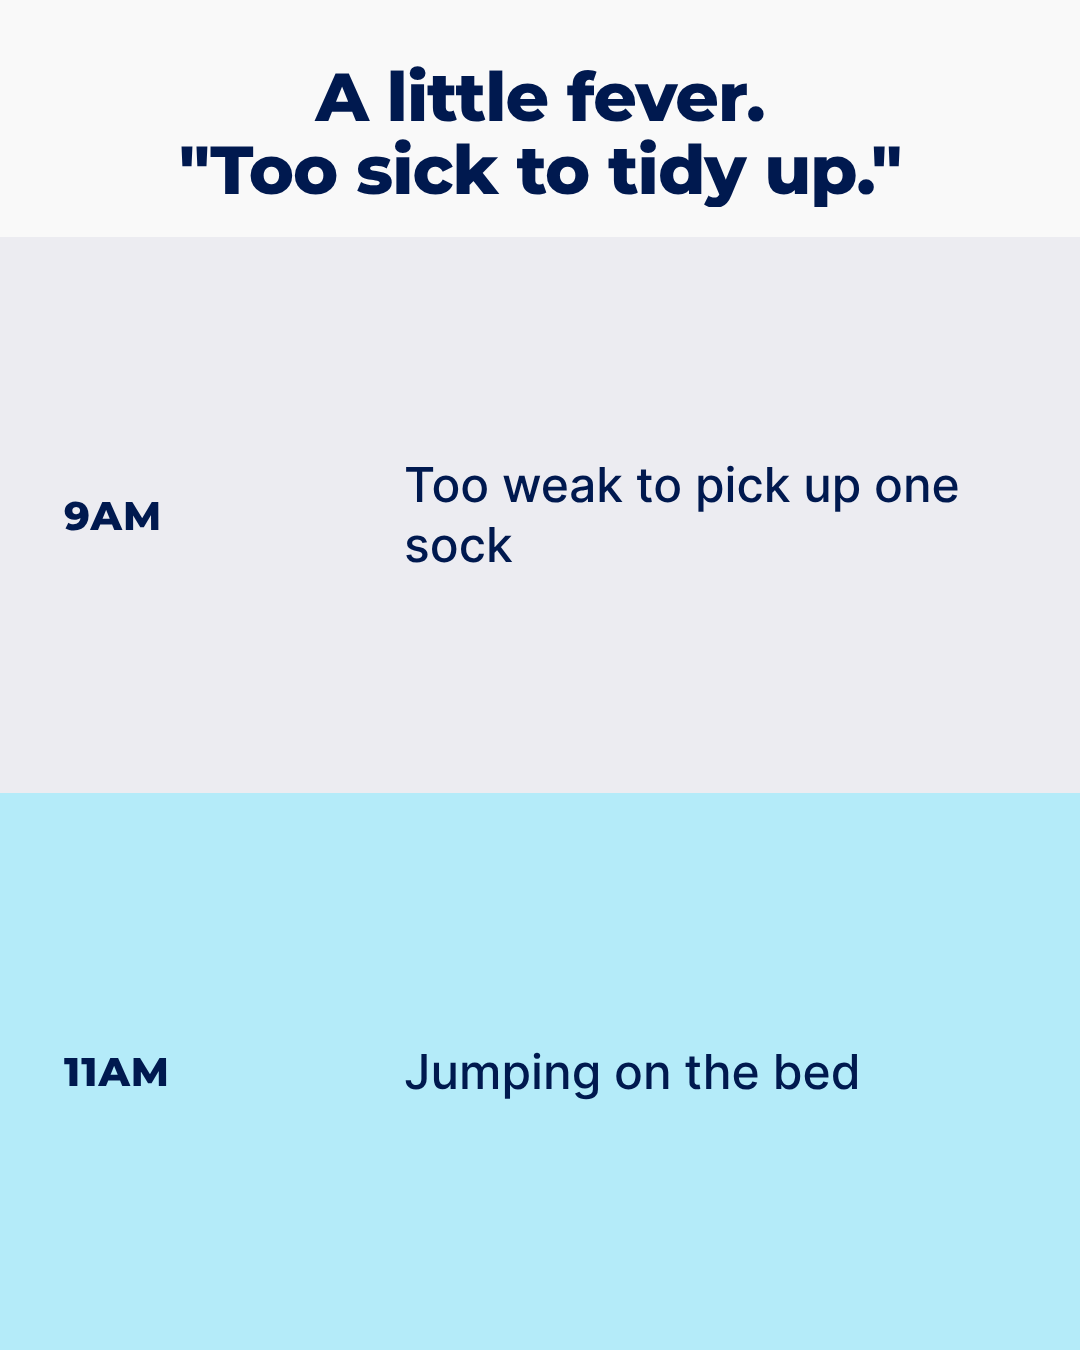 A little fever.
"Too sick to tidy up."
9AM
Too weak to pick up one
sock
11AM
Jumping on the bed